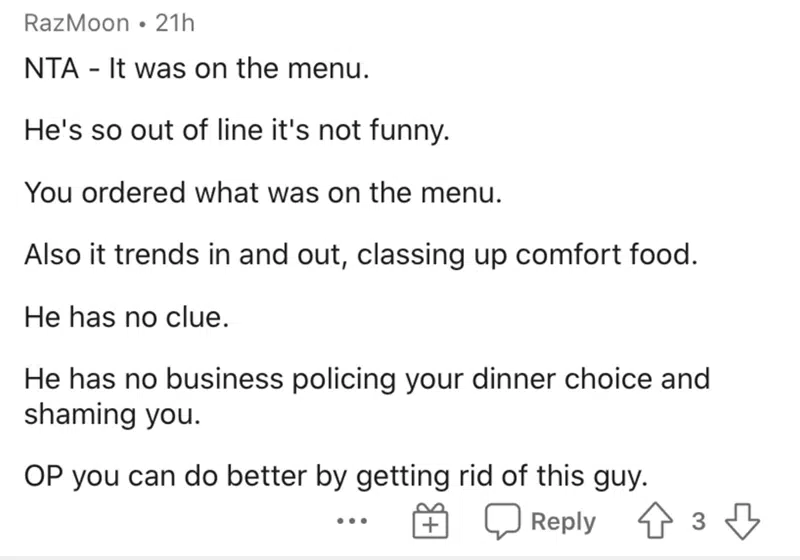 RazMoon • 21h
NTA - It was on the menu.
He's so out of line it's not funny.
You ordered what was on the menu.
Also it trends in and out, classing up comfort food.
He has no clue.
He has no business policing your dinner choice and
shaming you.
OP you can do better by getting rid of this guy.
... Reply 3